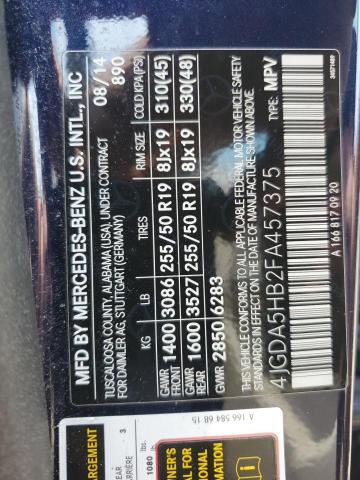 MFD BY MERCEDES-BENZ U.S. INTL., INC
TUSCALOOSA COUNTY, ALABAMA (USA), UNDER CONTRACT 08/14
FOR DAIMLER AG, STUTTGART (GERMANY) 890
KG LB RIM SIZE COLD KPA(PSI)
GAWR FRONT 1400 3086 255/50 R19 8Jx19 310(45)
GAWR REAR 1600 3527 255/50 R19 8Jx19 330(48)
GVWR 2850 6283
THIS VEHICLE CONFORMS TO ALL APPLICABLE FEDERAL MOTOR VEHICLE SAFETY
STANDARDS IN EFFECT ON THE DATE OF MANUFACTURE SHOWN ABOVE.
4JGDA5HB2FA457375 TYPE: MPV
A 166 817 09 20
A 166 584 68 15
3
lbs.
1080